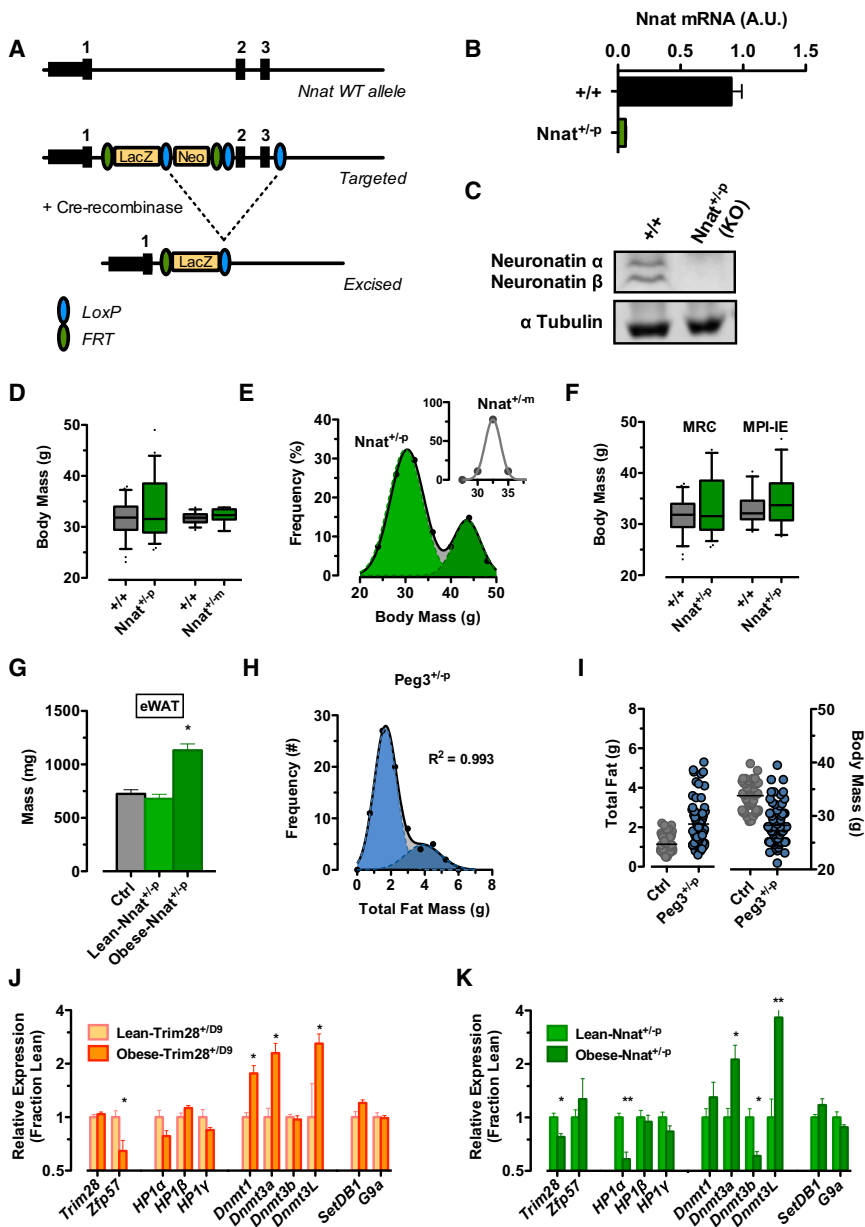 A
1
2
3
Nnat WT allele
1
LacZ
Neo
2
3
Targeted
+ Cre-recombinase
1
LacZ
Excised
LoxP
FRT
B
Nnat mRNA (A.U.)
0.0
0.5
1.0
1.5
+/+
Nnat+/-p
C
+/+
Nnat+/-p
(KO)
Neuronatin α
Neuronatin β
α Tubulin
D
Body Mass (g)
50
40
30
20
+/+
Nnat+/-p
+/+
Nnat+/-m
E
Frequency (%)
40
30
20
10
0
20
30
40
50
Body Mass (g)
Nnat+/-p
100
50
0
30
35
Nnat+/-m
F
Body Mass (g)
50
40
30
20
MRC
MPI-IE
+/+
Nnat+/-p
+/+
Nnat+/-p
G
eWAT
Mass (mg)
1500
1000
750
500
0
*
Ctrl
Lean-Nnat+/-p
Obese-Nnat+/-p
H
Peg3+/-p
Frequency (#)
30
20
10
0
R2 = 0.993
0
2
4
6
8
Total Fat Mass (g)
I
Total Fat (g)
8
6
4
2
0
Body Mass (g)
50
40
30
20
Ctrl
Peg3+/-p
Ctrl
Peg3+/-p
J
Relative Expression
(Fraction Lean)
4
2
1
0.5
Lean-Trim28+/D9
Obese-Trim28+/D9
*
*
*
*
Trim28
Zfp57
HP1α
HP1β
HP1γ
Dnmt1
Dnmt3a
Dnmt3b
Dnmt3L
SetDB1
G9a
K
Relative Expression
(Fraction Lean)
4
2
1
0.5
Lean-Nnat+/-p
Obese-Nnat+/-p
*
**
*
*
**
Trim28
Zfp57
HP1α
HP1β
HP1γ
Dnmt1
Dnmt3a
Dnmt3b
Dnmt3L
SetDB1
G9a